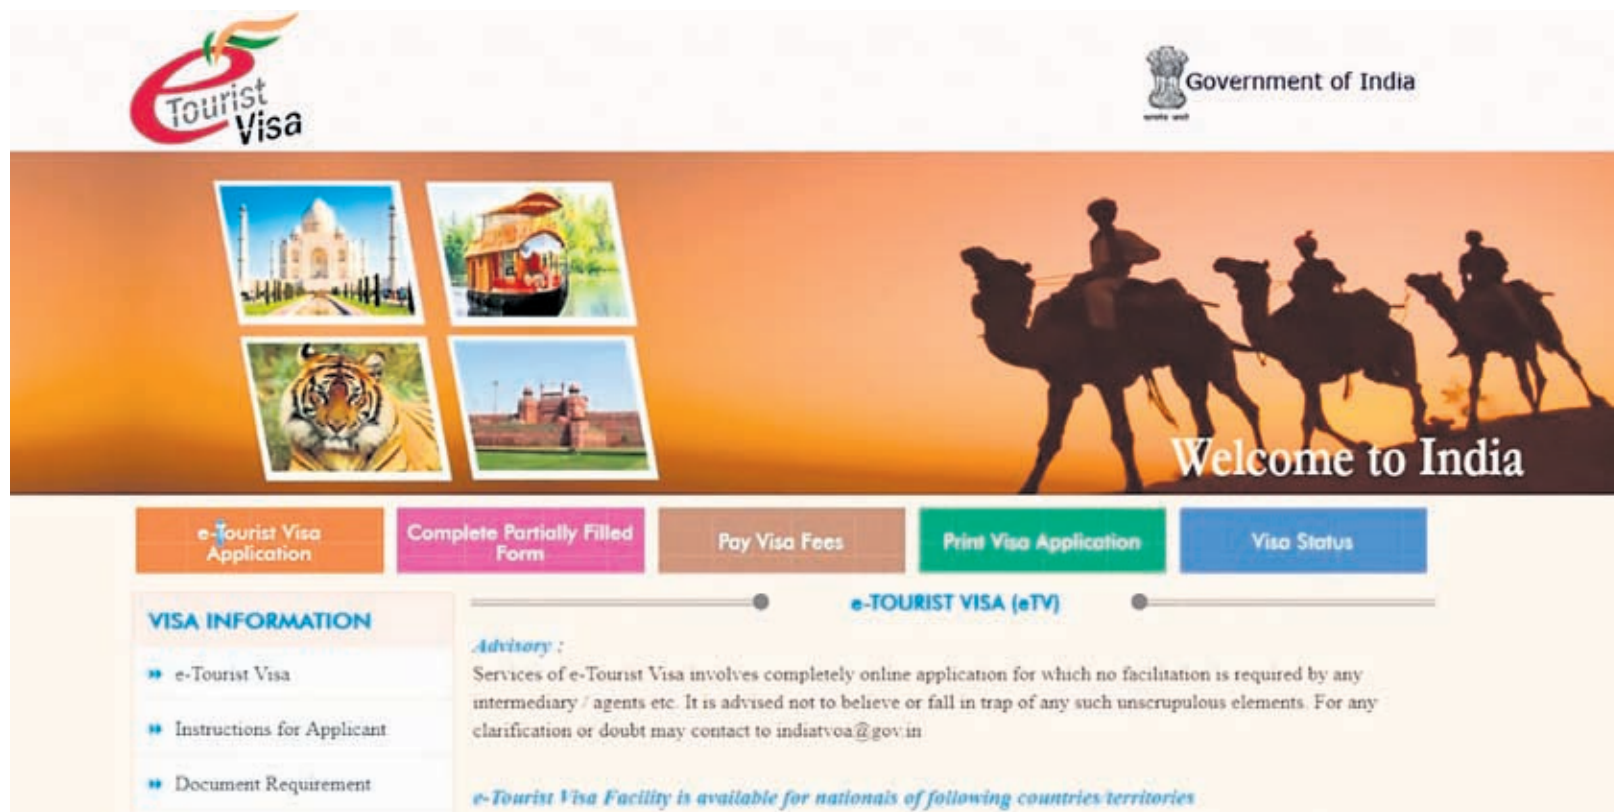 e
Tourist
Visa
Government of India
Welcome to India
e-Tourist Visa
Application
Complete Partially Filled
Form
Pay Visa Fees
Print Visa Application
Visa Status
VISA INFORMATION
e-TOURIST VISA (eTV)
Advisory :
e-Tourist Visa
Services of e-Tourist Visa involves completely online application for which no facilitation is required by any
intermediary / agents etc. It is advised not to believe or fall in trap of any such unscrupulous elements. For any
Instructions for Applicant
clarification or doubt may contact to indiatvoa@gov.in
Document Requirement
e-Tourist Visa Facility is available for nationals of following countries/territories